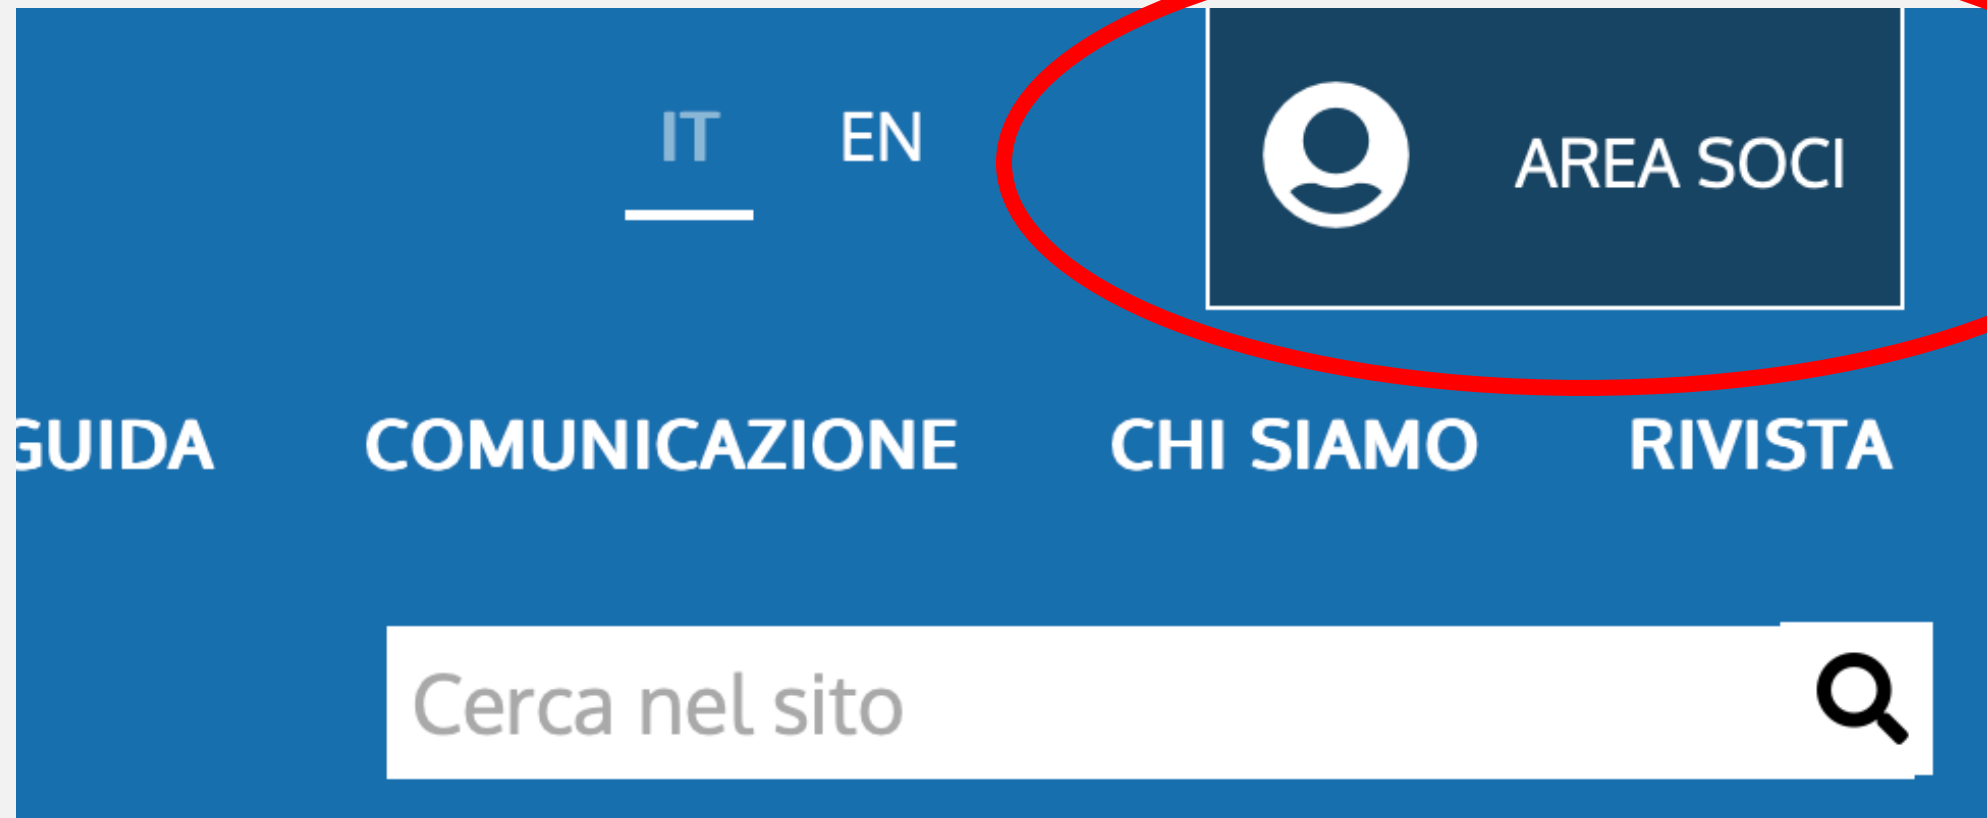 IT EN
AREA SOCI
GUIDA COMUNICAZIONE CHI SIAMO RIVISTA
Cerca nel sito